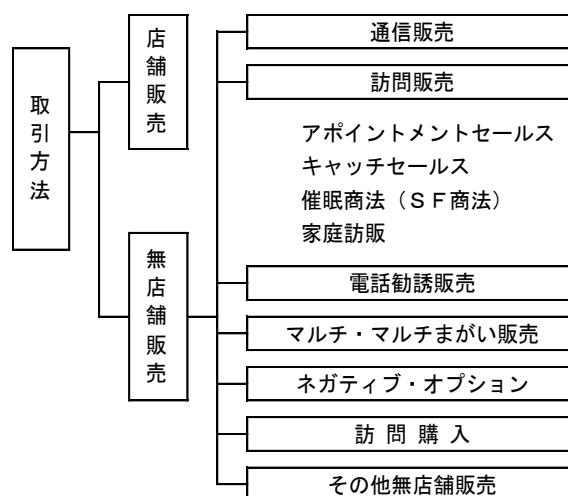 取引方法
店舗販売
無店舗販売
通信販売
訪問販売
アポイントメントセールス
キャッチセールス
催眠商法（ＳＦ商法）
家庭訪販
電話勧誘販売
マルチ・マルチまがい販売
ネガティブ・オプション
訪 問 購 入
その他無店舗販売